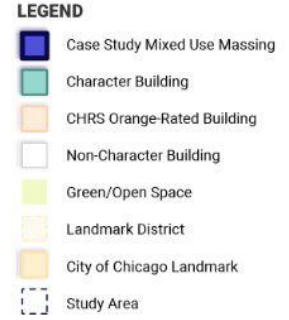 LEGEND
Case Study Mixed Use Massing
Character Building
CHRS Orange-Rated Building
Non-Character Building
Green/Open Space
Landmark District
City of Chicago Landmark
Study Area